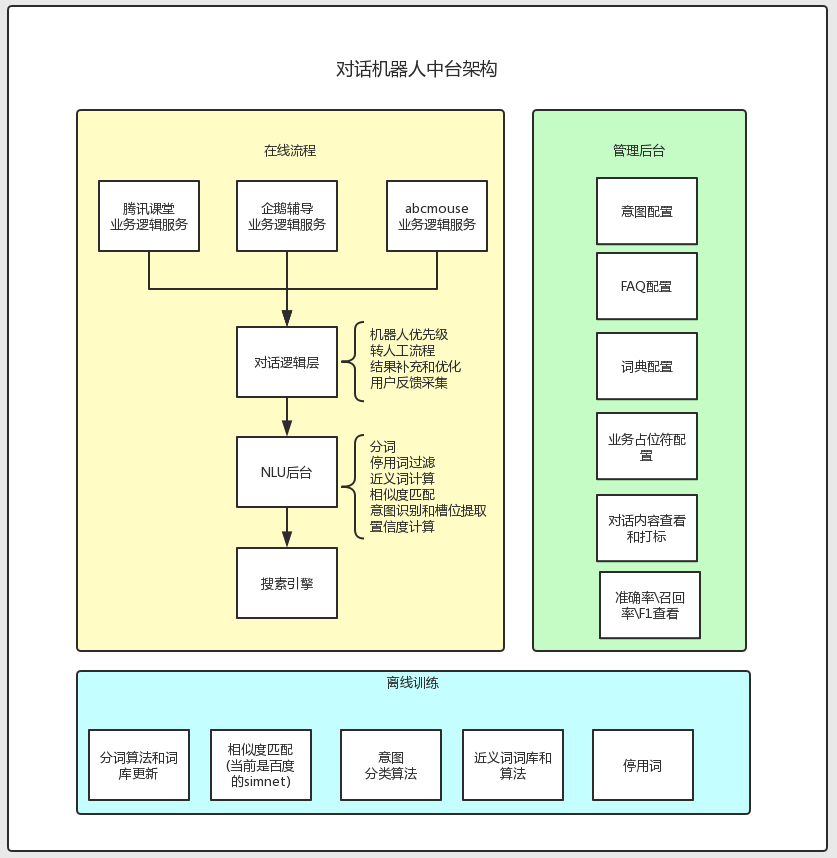 对话机器人中台架构
在线流程
腾讯课堂
业务逻辑服务
企鹅辅导
业务逻辑服务
abcmouse
业务逻辑服务
对话逻辑层
机器人优先级
转人工流程
结果补充和优化
用户反馈采集
NLU后台
分词
停用词过滤
近义词计算
相似度匹配
意图识别和槽位提取
置信度计算
搜素引擎
管理后台
意图配置
FAQ配置
词典配置
业务占位符配
置
对话内容查看
和打标
准确率\召回
率\F1查看
离线训练
分词算法和词
库更新
相似度匹配
(当前是百度
的simnet)
意图
分类算法
近义词词库和
算法
停用词